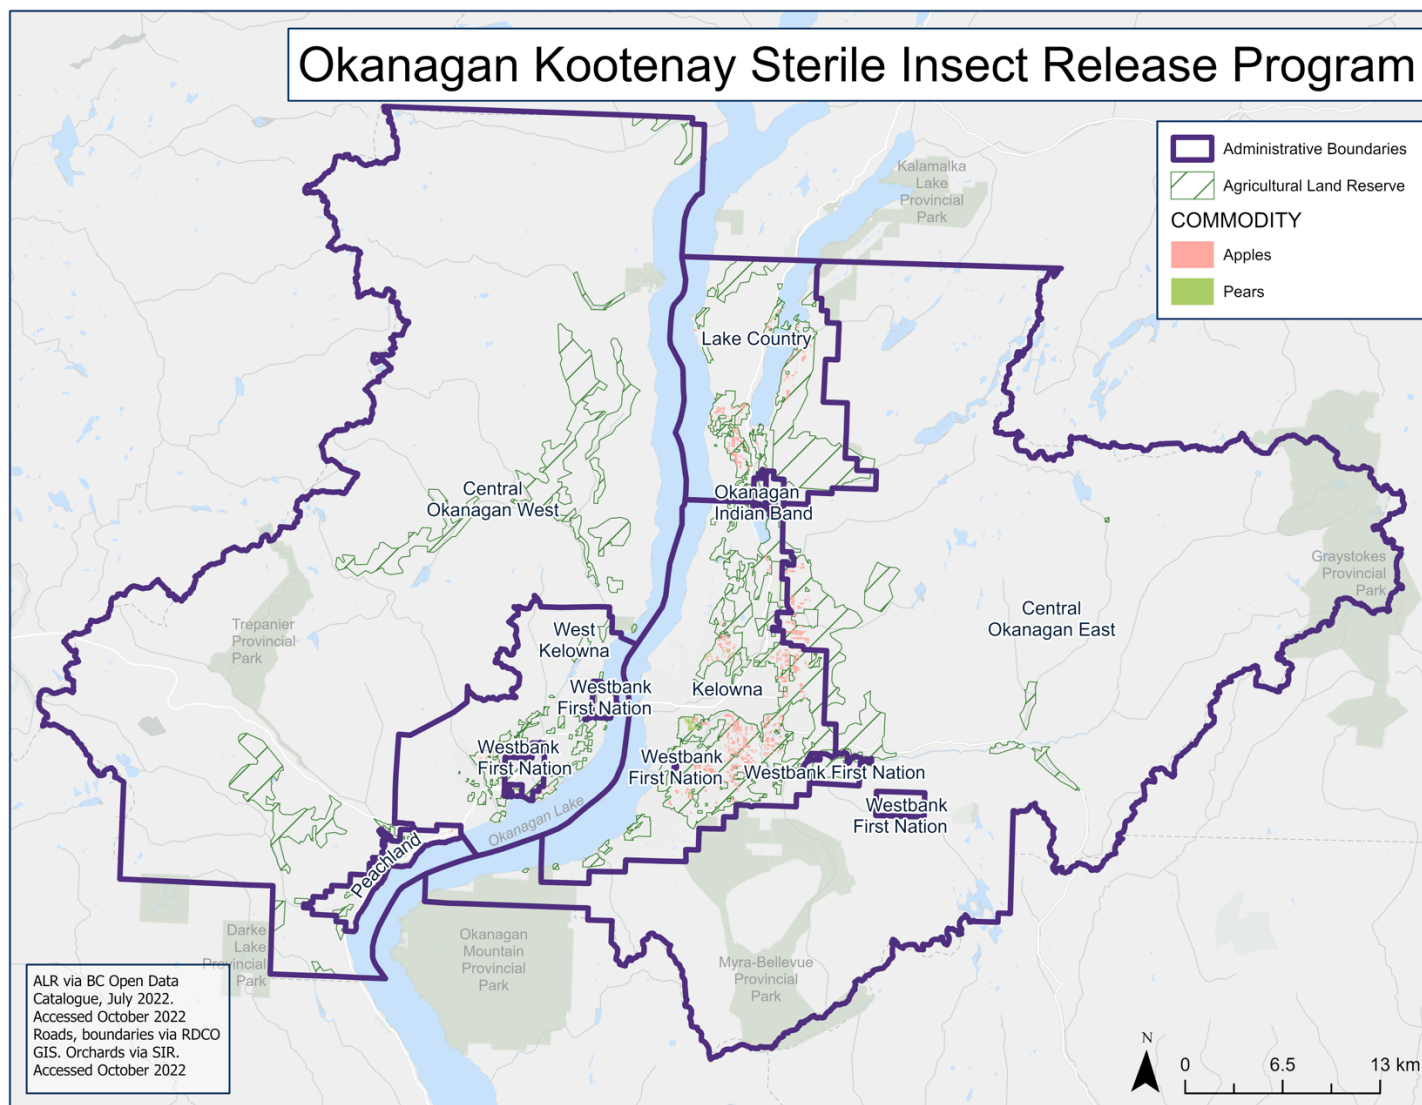 Okanagan Kootenay Sterile Insect Release Program
Administrative Boundaries
Agricultural Land Reserve
COMMODITY
Apples
Pears
Kalamalka
Lake
Provincial
Park
Lake Country
Central
Okanagan West
Okanagan
Indian Band
Graystokes
Provincial
Park
Central
Okanagan East
Trepanier
Provincial
Park
West
Kelowna
Westbank
First Nation
Kelowna
Westbank
First Nation
Westbank
First Nation
Westbank First Nation
Westbank
First Nation
Okanagan Lake
Peachland
Darke
Lake
Provincial
Park
Okanagan
Mountain
Provincial
Park
Myra-Bellevue
Provincial
Park
ALR via BC Open Data
Catalogue, July 2022.
Accessed October 2022
Roads, boundaries via RDCO
GIS. Orchards via SIR.
Accessed October 2022
N
0 6.5 13 km